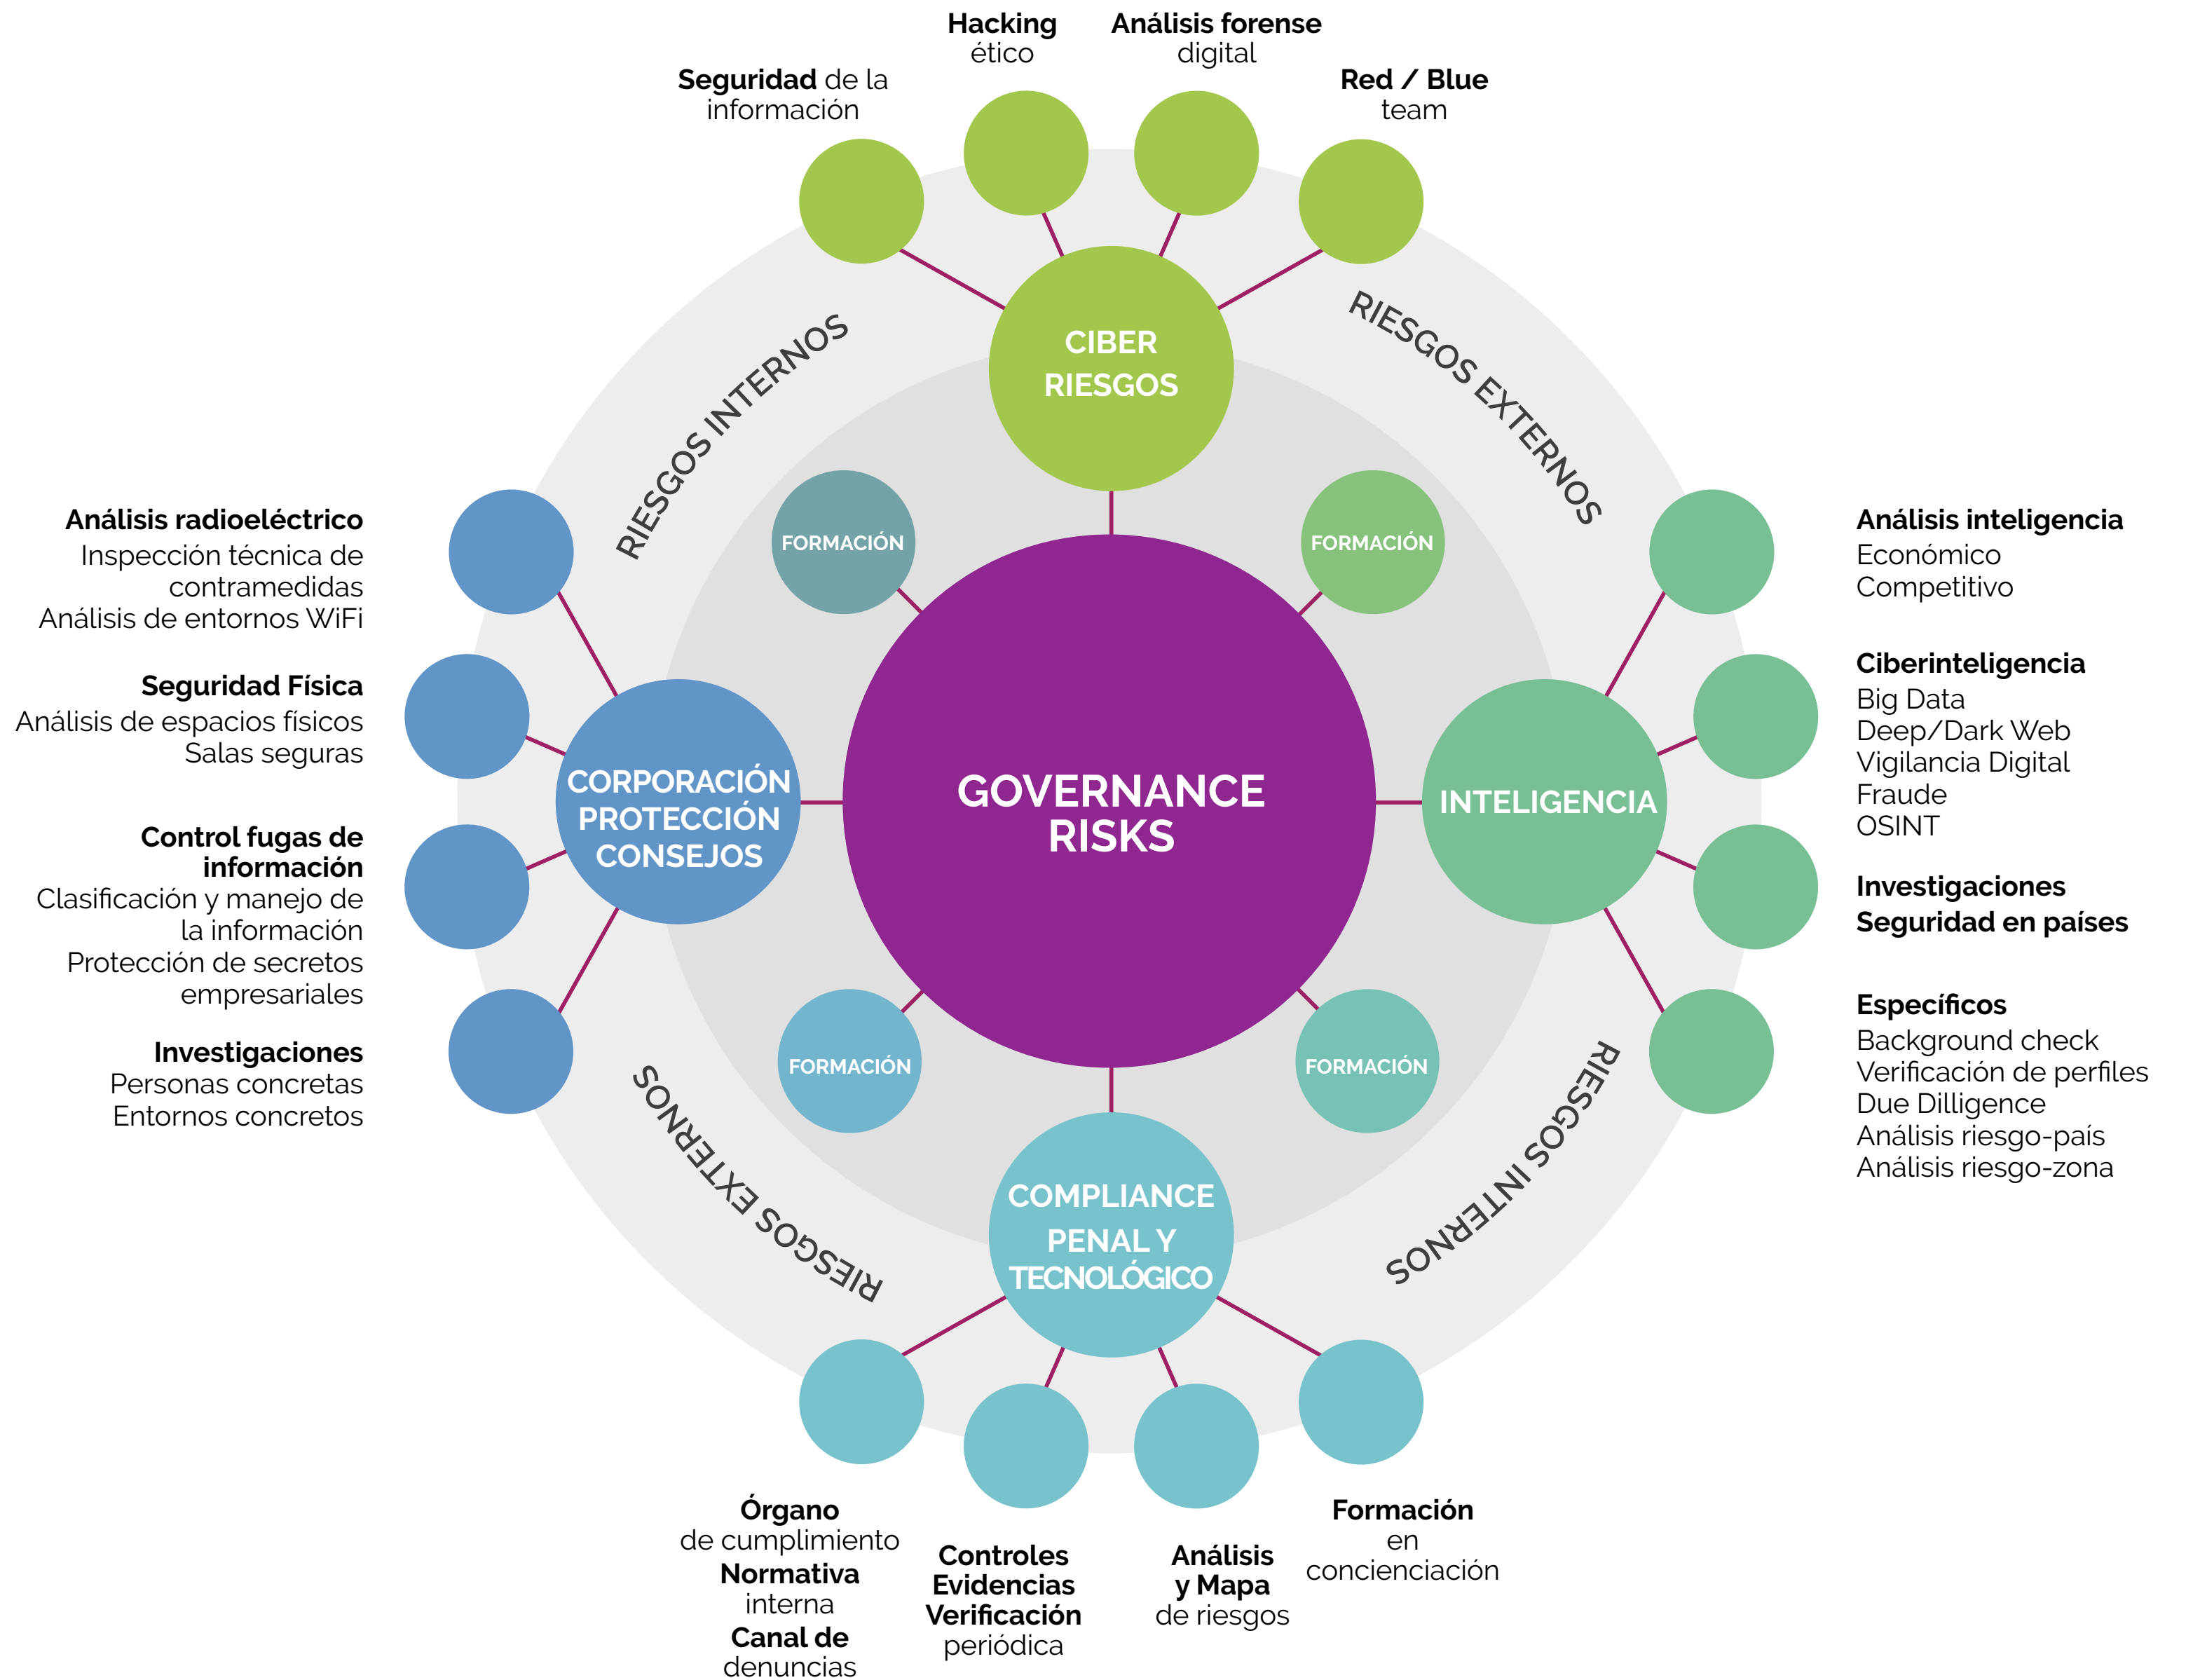 Hacking
ético
Análisis forense
digital
Seguridad de la
información
Red / Blue
team
CIBER
RIESGOS
RIESGOS INTERNOS
RIESGOS EXTERNOS
FORMACIÓN
FORMACIÓN
Análisis radioeléctrico
Inspección técnica de
contramedidas
Análisis de entornos WiFi
Seguridad Física
Análisis de espacios físicos
Salas seguras
Control fugas de
información
Clasificación y manejo de
la información
Protección de secretos
empresariales
Investigaciones
Personas concretas
Entornos concretos
CORPORACIÓN
PROTECCIÓN
CONSEJOS
GOVERNANCE
RISKS
INTELIGENCIA
Análisis inteligencia
Económico
Competitivo
Ciberinteligencia
Big Data
Deep/Dark Web
Vigilancia Digital
Fraude
OSINT
Investigaciones
Seguridad en países
Específicos
Background check
Verificación de perfiles
Due Dilligence
Análisis riesgo-país
Análisis riesgo-zona
FORMACIÓN
FORMACIÓN
RIESGOS EXTERNOS
RIESGOS INTERNOS
COMPLIANCE
PENAL Y
TECNOLÓGICO
Órgano
de cumplimiento
Normativa
interna
Canal de
denuncias
Controles
Evidencias
Verificación
periódica
Análisis
y Mapa
de riesgos
Formación
en
concienciación